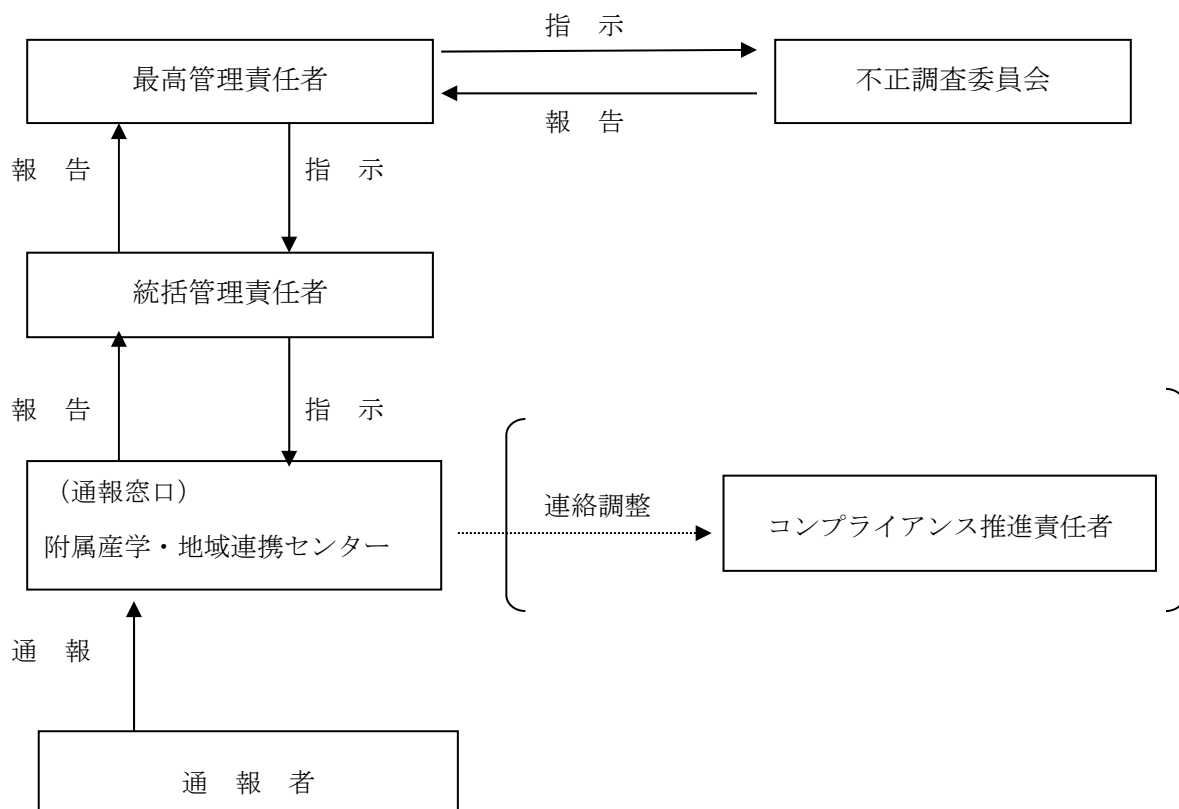 指　示
最高管理責任者
不正調査委員会
報　告
報　告
指　示
統括管理責任者
報　告
指　示
（通報窓口）
附属産学・地域連携センター
連絡調整
コンプライアンス推進責任者
通　報
通　報　者